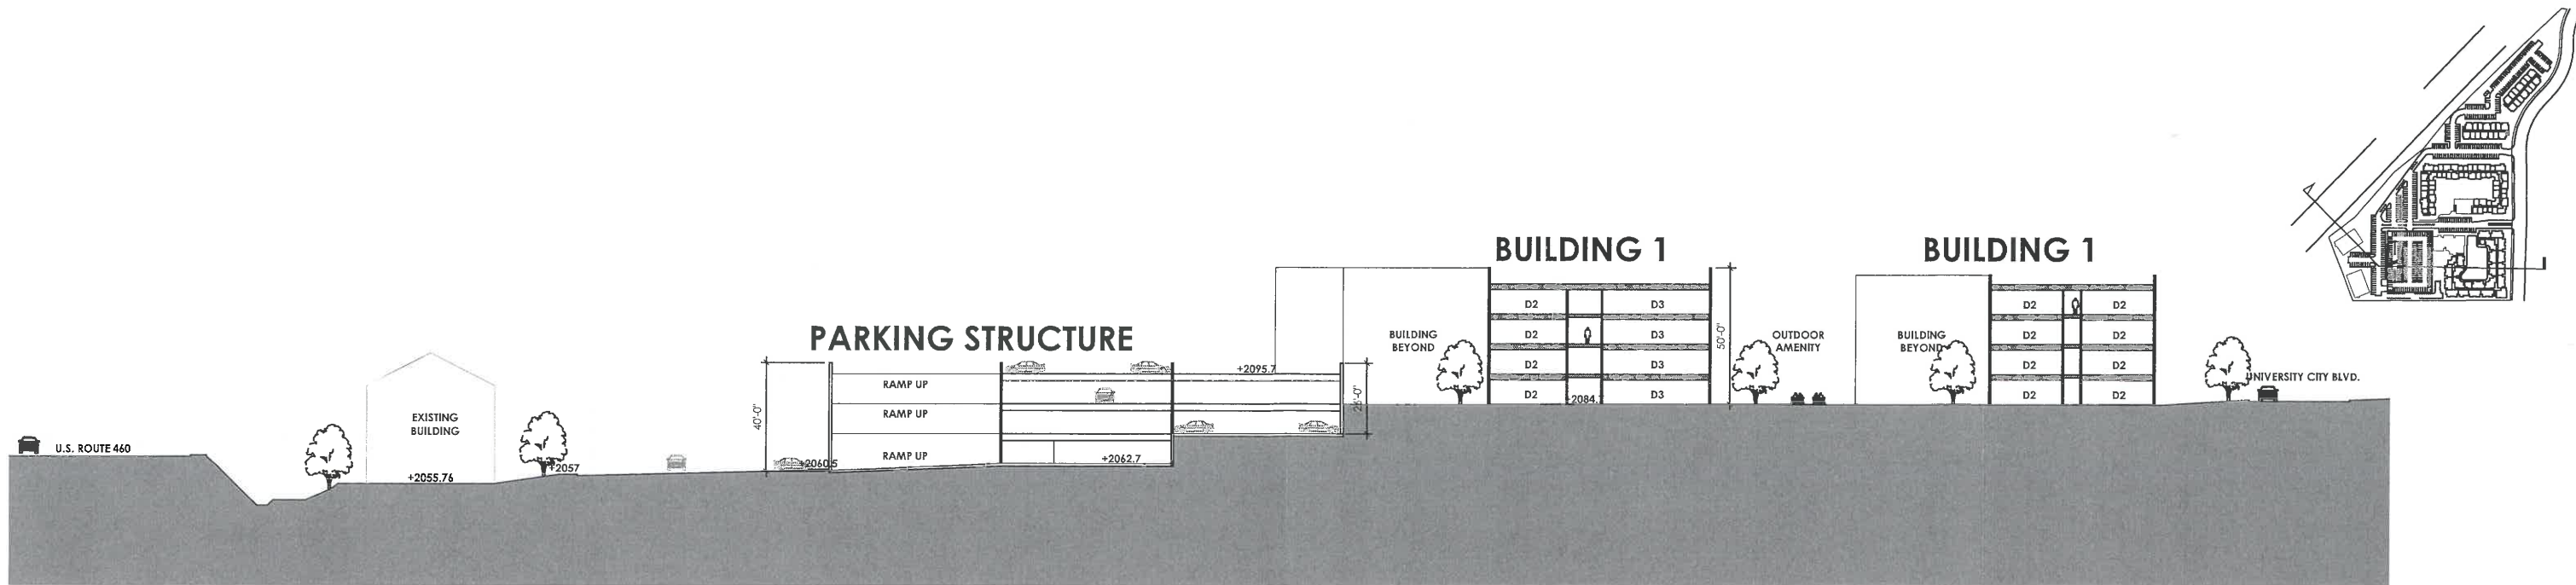 BUILDING 1
BUILDING 1
PARKING STRUCTURE
D2 D3
D2 D3
D2 D3
D2 D3
D2 D2
D2 D2
D2 D2
D2 D2
BUILDING
BEYOND
OUTDOOR
AMENITY
BUILDING
BEYOND
50'-0"
+2095.7
UNIVERSITY CITY BLVD.
RAMP UP
RAMP UP
RAMP UP
40'-0"
26'-0"
2084.
EXISTING
BUILDING
U.S. ROUTE 460
+2055.76
+2057
+2060.5
+2062.7